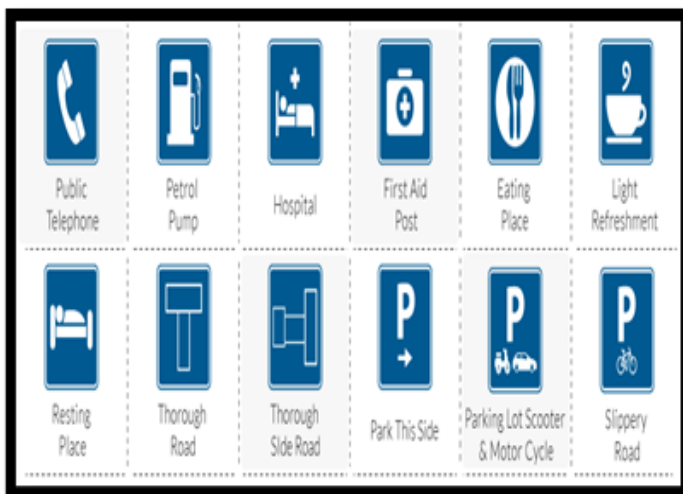 Public
Telephone
Petrol
Pump
Hospital
First Aid
Post
Eating
Place
Light
Refreshment
Resting
Place
Thorough
Road
Thorough
Side Road
P
Park This Side
P
Parking Lot Scooter
& Motor Cycle
P
Slippery
Road